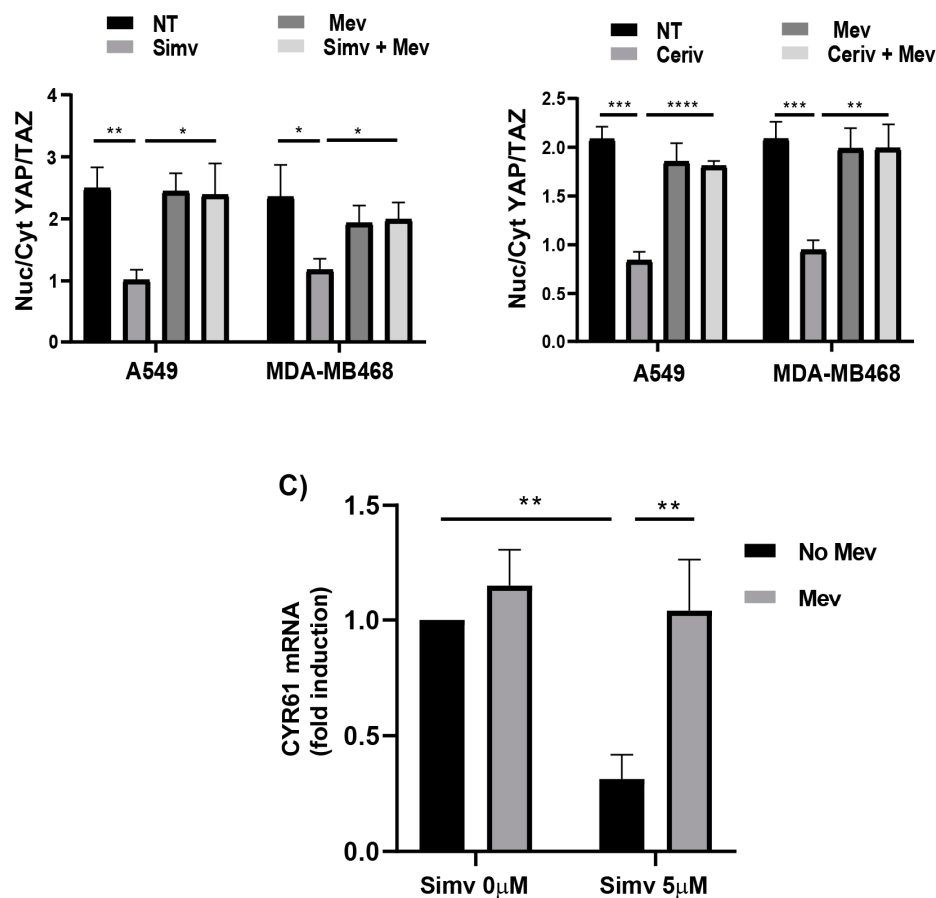 NT
Mev
Simv
Simv + Mev
Nuc/Cyt YAP/TAZ
4
3
2
1
0
** * * *
A549 MDA-MB468
NT
Mev
Ceriv
Ceriv + Mev
Nuc/Cyt YAP/TAZ
2.5
2.0
1.5
1.0
0.5
0.0
*** **** *** **
A549 MDA-MB468
C)
CYR61 mRNA
(fold induction)
1.5
1.0
0.5
0.0
** **
Simv 0μM Simv 5μM
No Mev
Mev